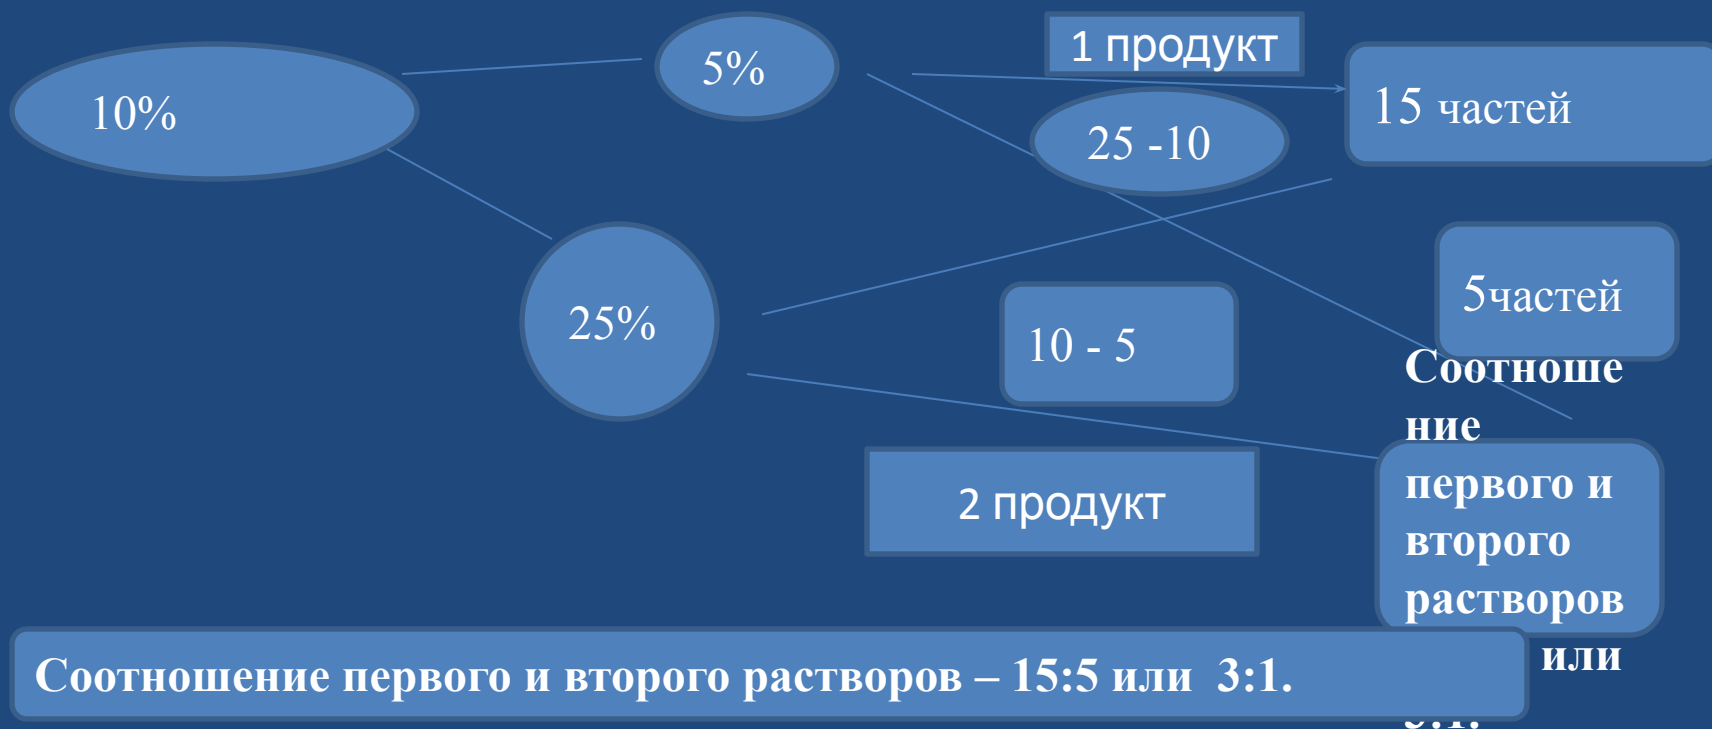 10%
5%
1 продукт
15 частей
25 -10
5частей
25%
10 - 5
Соотноше
ние
первого и
второго
растворов
или
2 продукт
Соотношение первого и второго растворов – 15:5 или 3:1.